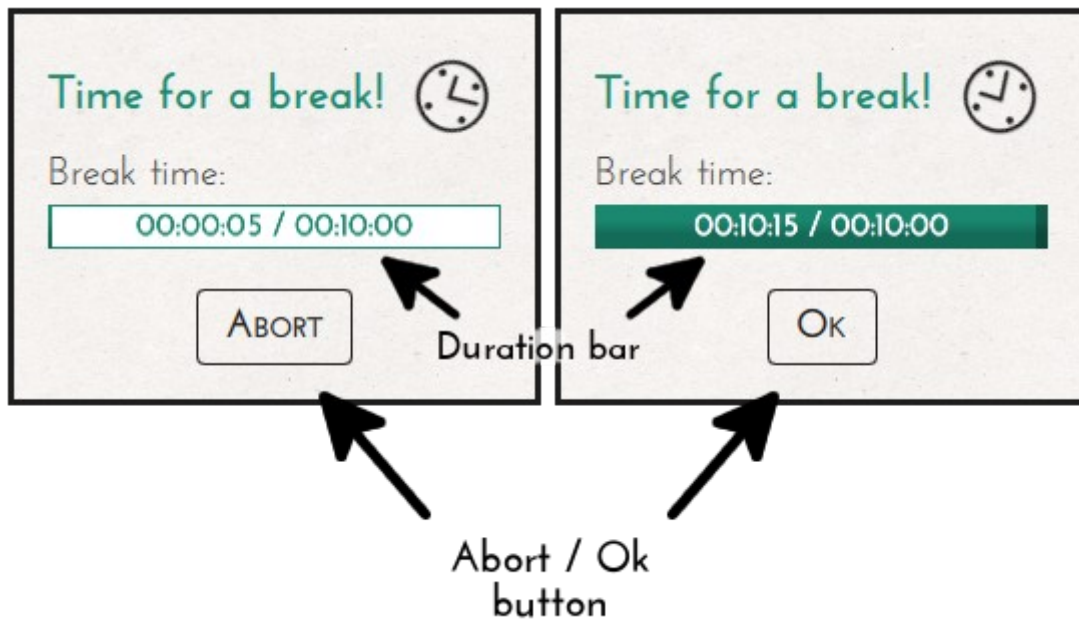 Time for a break!
Break time:
00:00:05 / 00:10:00
ABORT
Time for a break!
Break time:
00:10:15 / 00:10:00
OK
Duration bar
Abort / Ok
button